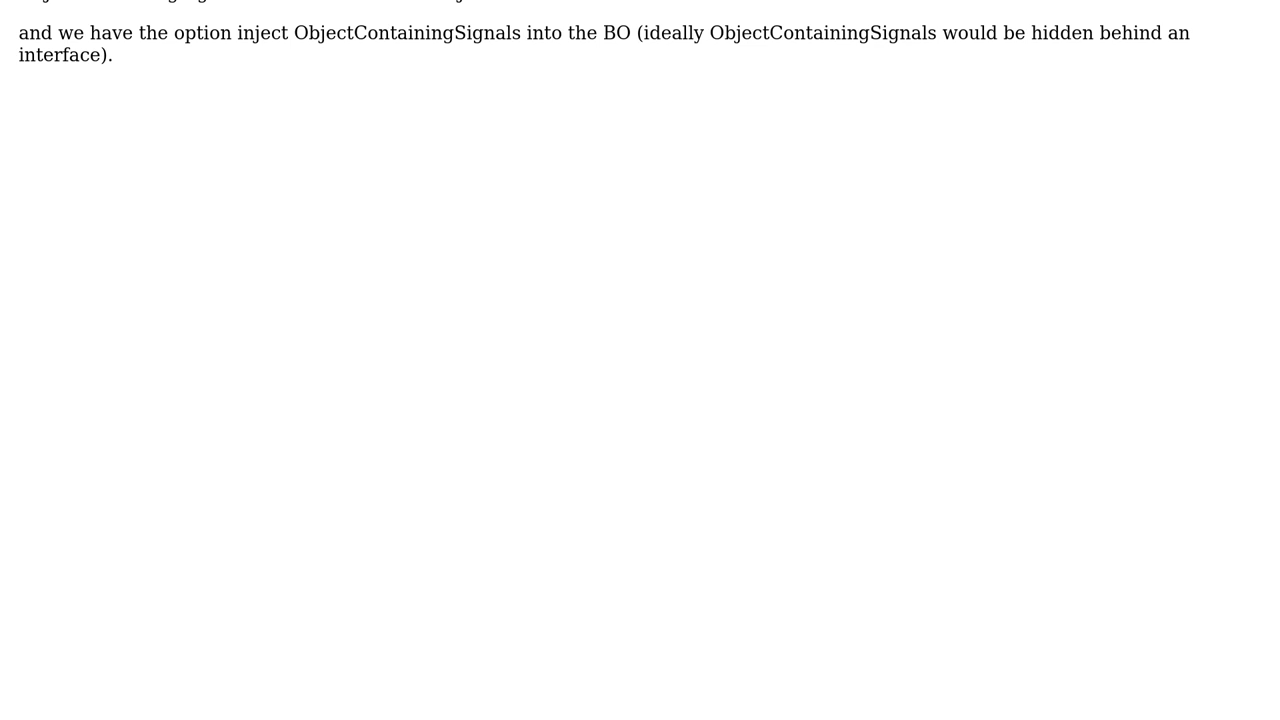 and we have the option inject ObjectContainingSignals into the BO (ideally ObjectContainingSignals would be hidden behind an
interface).